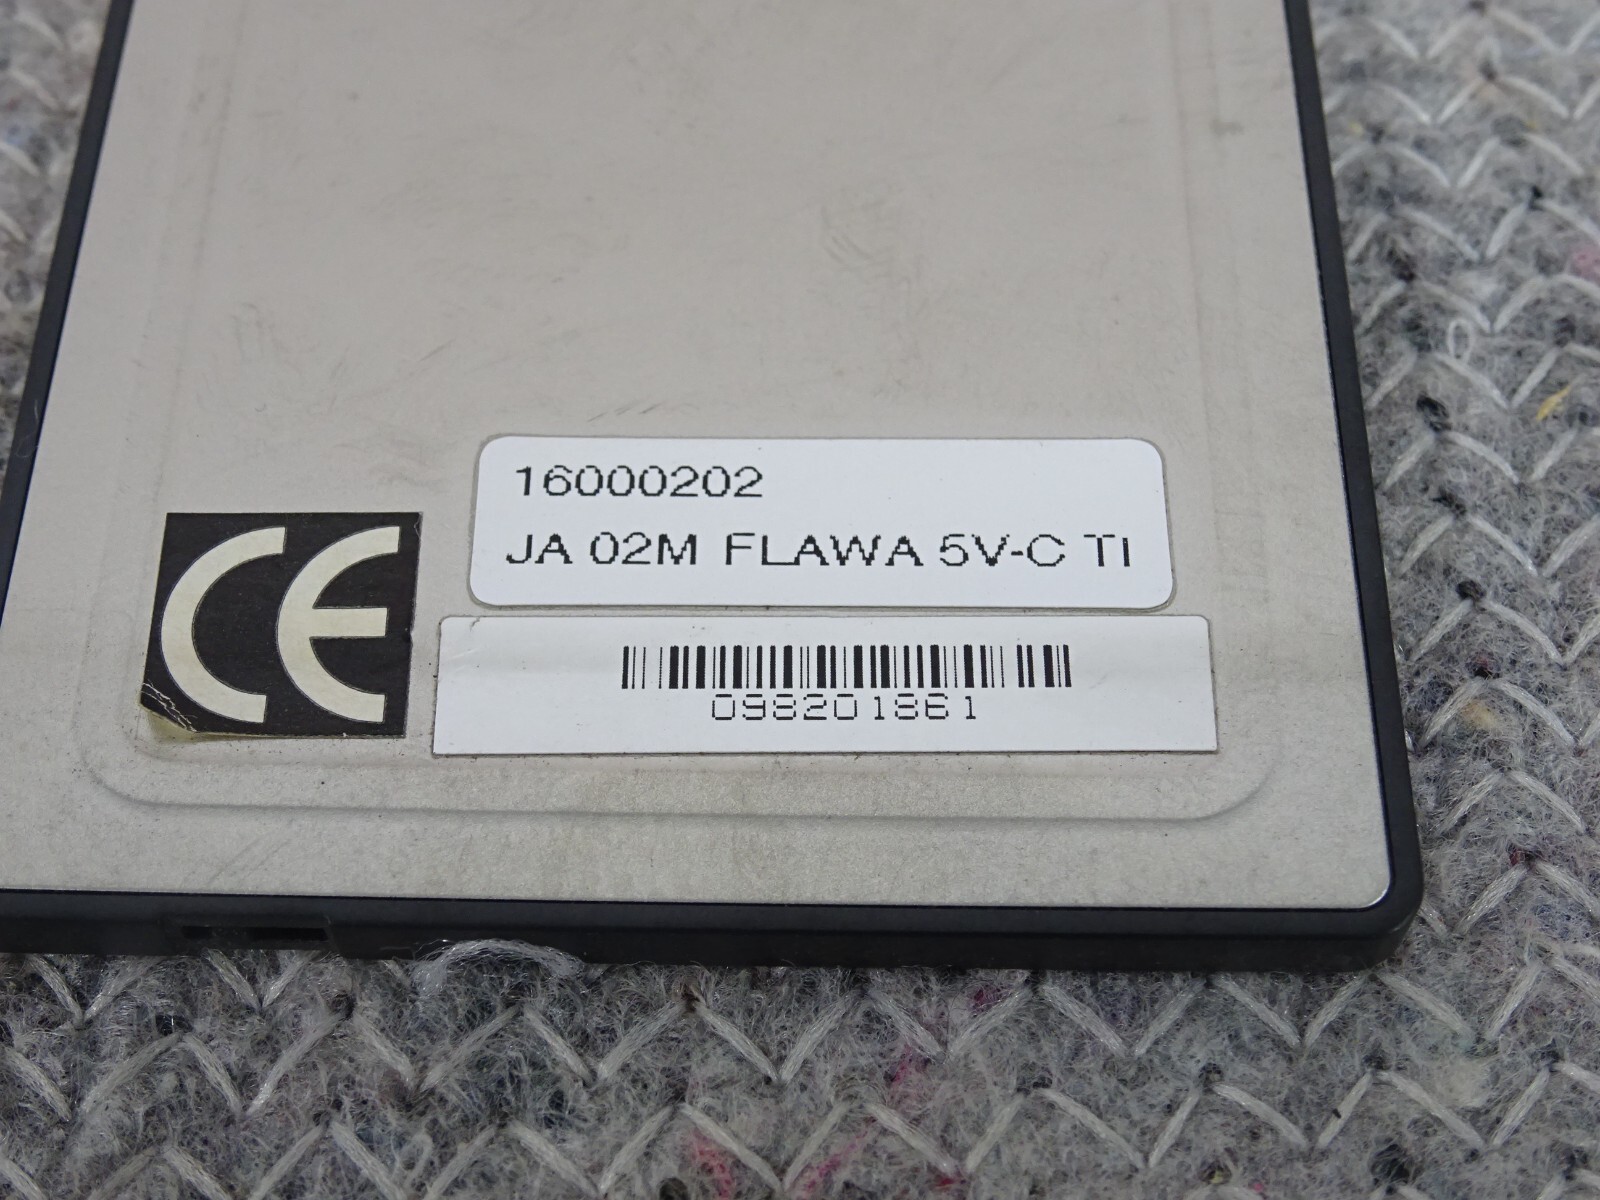 16000202
JA 02M FLAWA 5V-C TI
CE
098201861